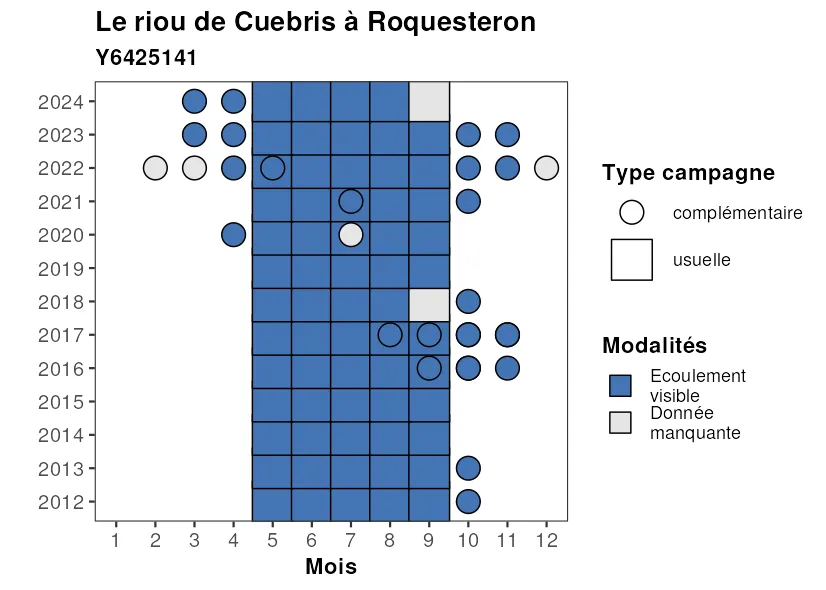 Le riou de Cuebris à Roquesteron
Y6425141
2024
2023
2022
2021
2020
2019
2018
2017
2016
2015
2014
2013
2012
1 2 3 4 5 6 7 8 9 10 11 12
Mois
Type campagne
complémentaire
usuelle
Modalités
Ecoulement
visible
Donnée
manquante